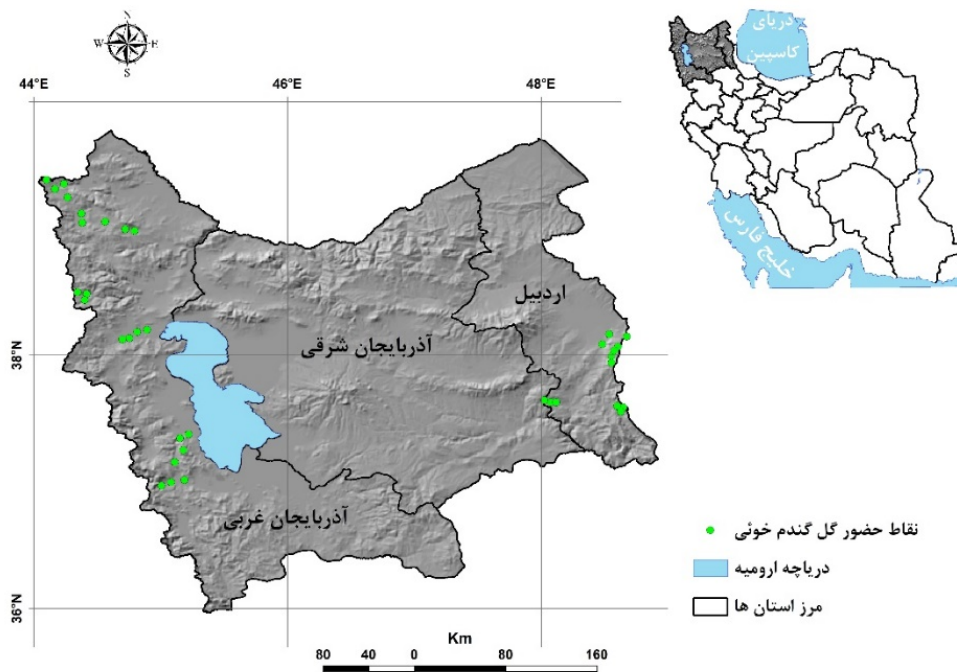 N
W
E
S
44°E
46°E
48°E
38°N
36°N
اردبیل
آذربایجان شرقی
آذربایجان غربی
دریای
کاسپین
خلیج فارس
نقاط حضور گل گندم خوئی
دریاچه ارومیه
مرز استان ها
Km
80 40 0 80 160